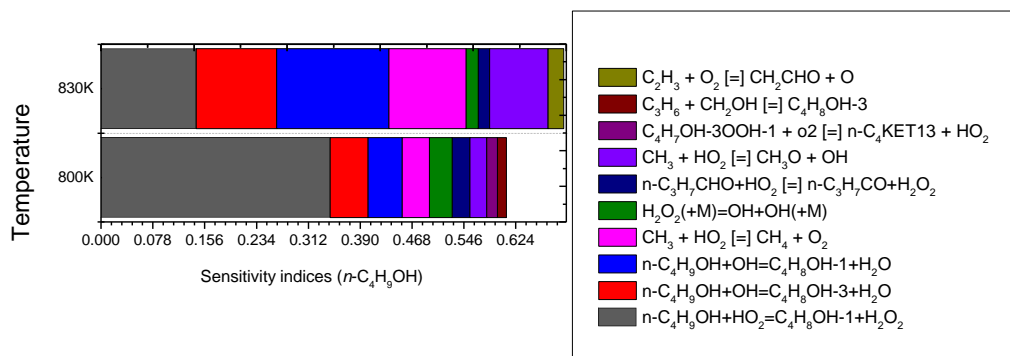 Temperature
830K
800K
0.000 0.078 0.156 0.234 0.312 0.390 0.468 0.546 0.624
Sensitivity indices (n-C₄H₉OH)
C₂H₃ + O₂ [=] CH₂CHO + O
C₃H₆ + CH₂OH [=] C₄H₈OH-3
C₄H₇OH-3OOH-1 + o2 [=] n-C₄KET13 + HO₂
CH₃ + HO₂ [=] CH₃O + OH
n-C₃H₇CHO+HO₂ [=] n-C₃H₇CO+H₂O₂
H₂O₂(+M)=OH+OH(+M)
CH₃ + HO₂ [=] CH₄ + O₂
n-C₄H₉OH+OH=C₄H₈OH-1+H₂O
n-C₄H₉OH+OH=C₄H₈OH-3+H₂O
n-C₄H₉OH+HO₂=C₄H₈OH-1+H₂O₂